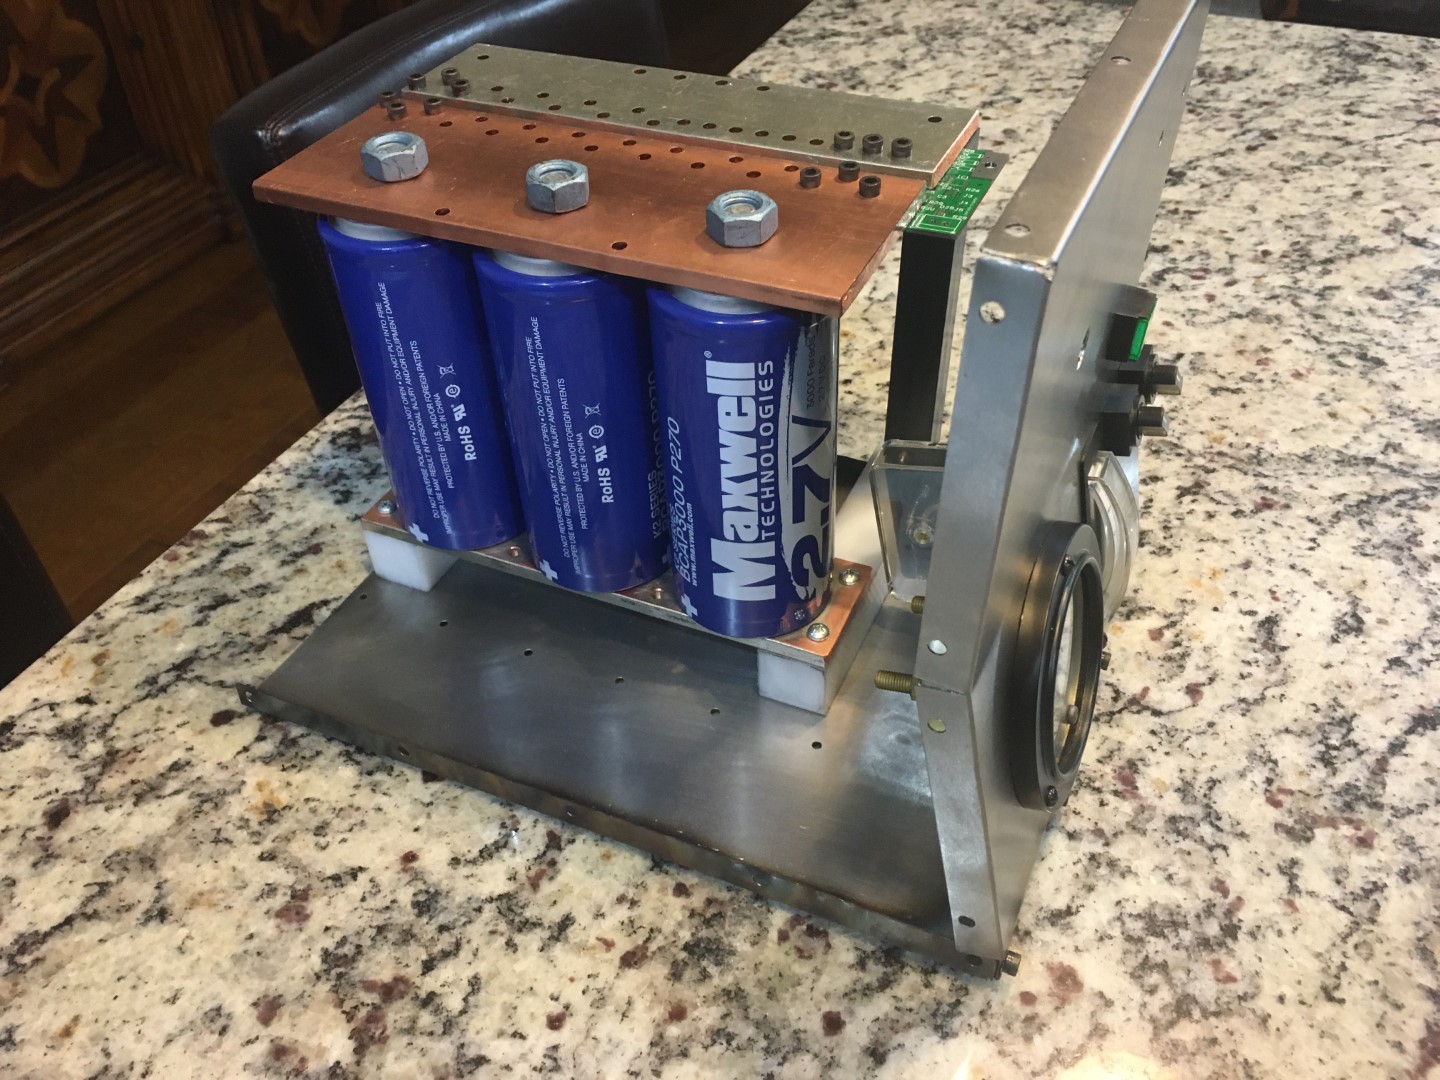 DO NOT REVERSE POLARITY • DO NOT OPEN • DO NOT PUT INTO FIRE
IMPROPER USE MAY RESULT IN PERSONAL INJURY AND/OR EQUIPMENT DAMAGE
PROTECTED BY U.S. AND/OR FOREIGN PATENTS
MADE IN CHINA
RoHS
+
DO NOT REVERSE POLARITY • DO NOT OPEN • DO NOT PUT INTO FIRE
IMPROPER USE MAY RESULT IN PERSONAL INJURY AND/OR EQUIPMENT DAMAGE
PROTECTED BY U.S. AND/OR FOREIGN PATENTS
MADE IN CHINA
RoHS
+
BCAP3000 P270
www.maxwell.com
+
Maxwell®
TECHNOLOGIES
2.7V
3000 Farad